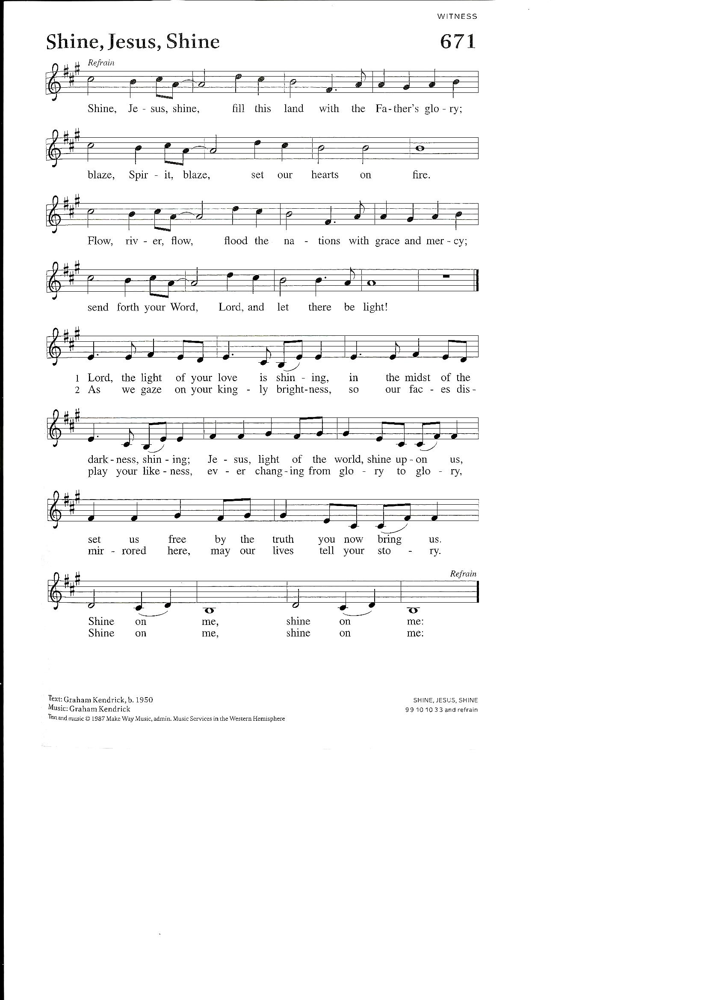 WITNESS
Shine, Jesus, Shine 671
Refrain
Shine, Je - sus, shine, fill this land with the Fa - ther's glo - ry;
blaze, Spir - it, blaze, set our hearts on fire.
Flow, riv - er, flow, flood the na - tions with grace and mer - cy;
send forth your Word, Lord, and let there be light!
1 Lord, the light of your love is shin - ing, in the midst of the
2 As we gaze on your king - ly bright - ness, so our fac - es dis -
dark - ness, shin - ing; Je - sus, light of the world, shine up - on us,
play your like - ness, ev - er chang - ing from glo - ry to glo - ry,
set us free by the truth you now bring us.
mir - rored here, may our lives tell your sto - ry.
Refrain
Shine on me, shine on me:
Shine on me, shine on me:
Text: Graham Kendrick, b. 1950
Music: Graham Kendrick
Text and music © 1987 Make Way Music, admin. Music Services in the Western Hemisphere
SHINE, JESUS, SHINE
9 9 10 10 3 3 and refrain